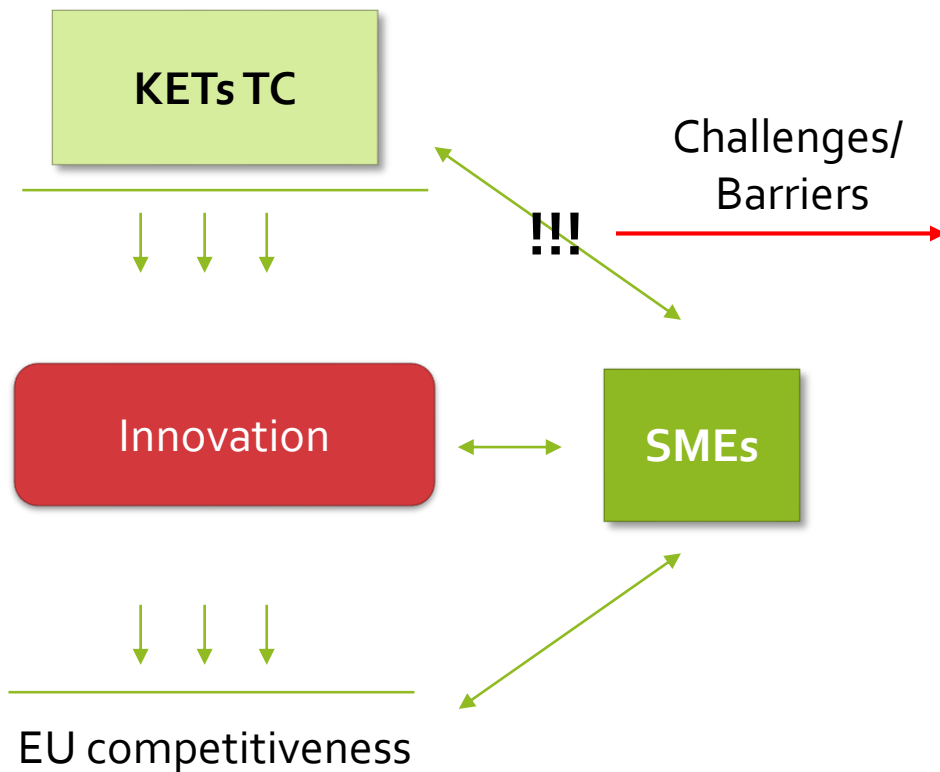 KETs TC
Challenges/
Barriers
!!!
Innovation
SMEs
EU competitiveness